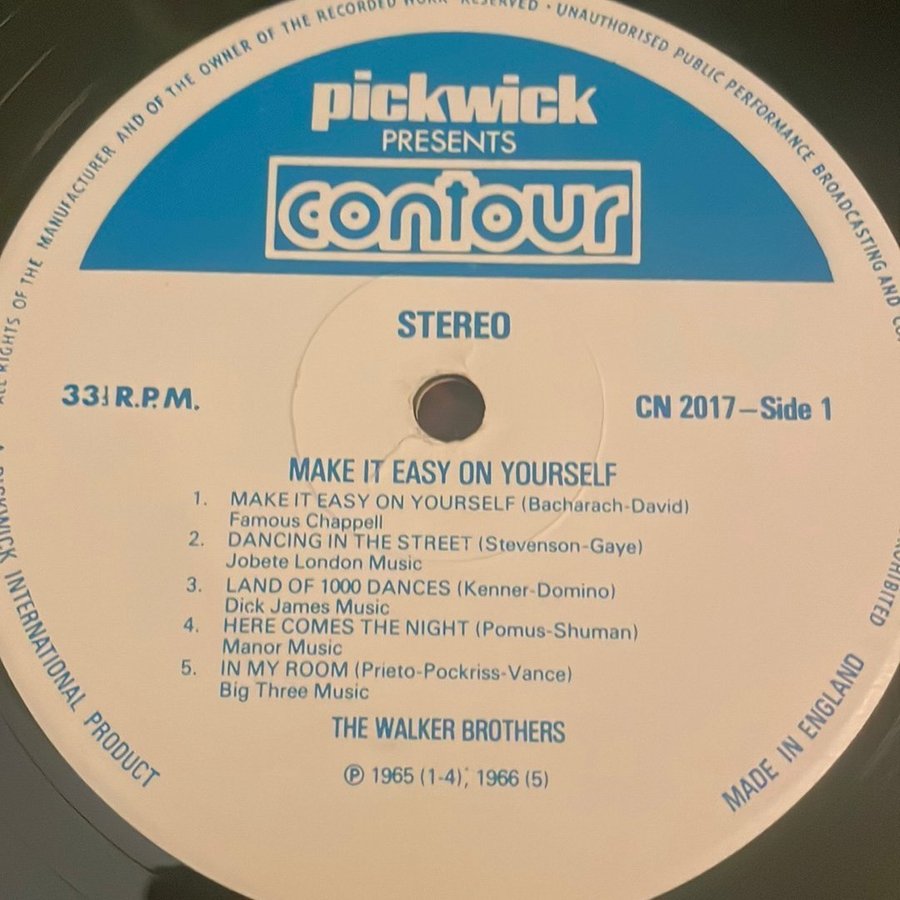 ALL RIGHTS OF THE MANUFACTURER AND OF THE OWNER OF THE RECORDED WORK RESERVED · UNAUTHORISED PUBLIC PERFORMANCE BROADCASTING AND
PROHIBITED
pickwick
PRESENTS
contour
STEREO
33⅓ R.P.M.
CN 2017–Side 1
MAKE IT EASY ON YOURSELF
1. MAKE IT EASY ON YOURSELF (Bacharach-David)
Famous Chappell
2. DANCING IN THE STREET (Stevenson-Gaye)
Jobete London Music
3. LAND OF 1000 DANCES (Kenner-Domino)
Dick James Music
4. HERE COMES THE NIGHT (Pomus-Shuman)
Manor Music
5. IN MY ROOM (Prieto-Pockriss-Vance)
Big Three Music
THE WALKER BROTHERS
℗ 1965 (1-4); 1966 (5)
A PICKWICK INTERNATIONAL PRODUCT
MADE IN ENGLAND